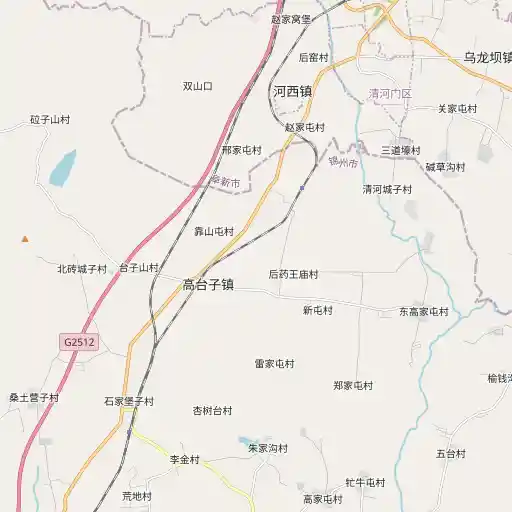 赵家窝堡
后窑村
乌龙坝镇
双山口
河西镇
清河门区
关家屯村
砬子山村
赵家屯村
邢家屯村
三道壕村
锦州市
碱草沟村
阜新市
清河城子村
靠山屯村
北砖城子村
台子山村
后药王庙村
高台子镇
新屯村
东高家屯村
G2512
雷家屯村
榆钱沟
郑家屯村
桑土营子村
石家堡子村
杏树台村
朱家沟村
李金村
五台村
牤牛屯村
荒地村
高家屯村